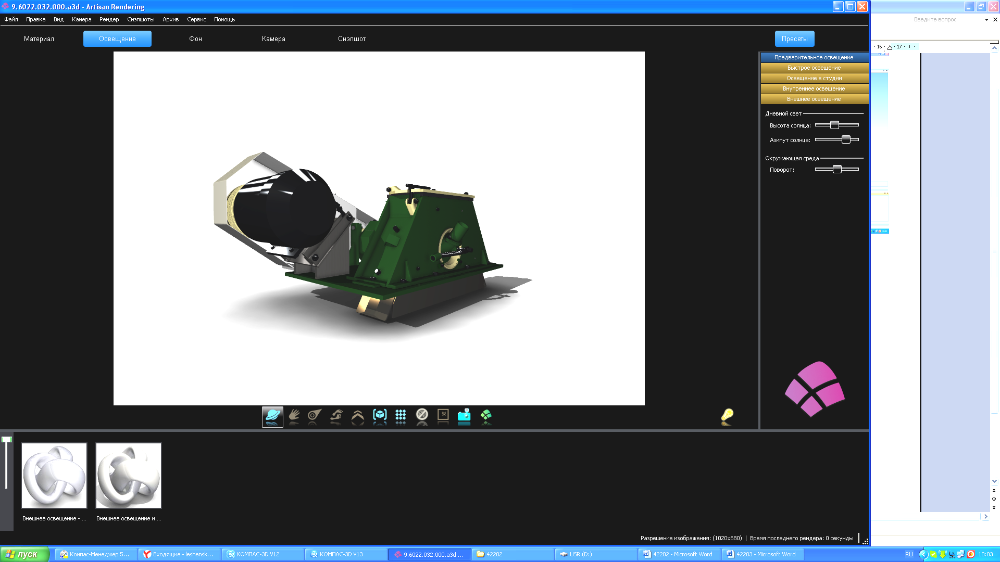 9.6022.032.000.a3d - Artisan Rendering
Файл Правка Вид Камера Рендер Снэпшоты Архив Сервис Помощь
Введите вопрос
Материал Освещение Фон Камера Снэпшот Пресеты
16 17
Предварительное освещение
Быстрое освещение
Освещение в студии
Внутреннее освещение
Внешнее освещение
Дневной свет
Высота солнца:
Азимут солнца:
Окружающая среда
Поворот:
Внешнее освещение - ... Внешнее освещение и ...
Разрешение изображения: (1020x680) | Время последнего рендера: 0 секунды
пуск Компас-Менеджер 5... Входящие - leshensk... КОМПАС-3D V12 КОМПАС-3D V13 9.6022.032.000.a3d ... 42202 USR (D:) 42202 - Microsoft Word 42203 - Microsoft Word RU 10:03